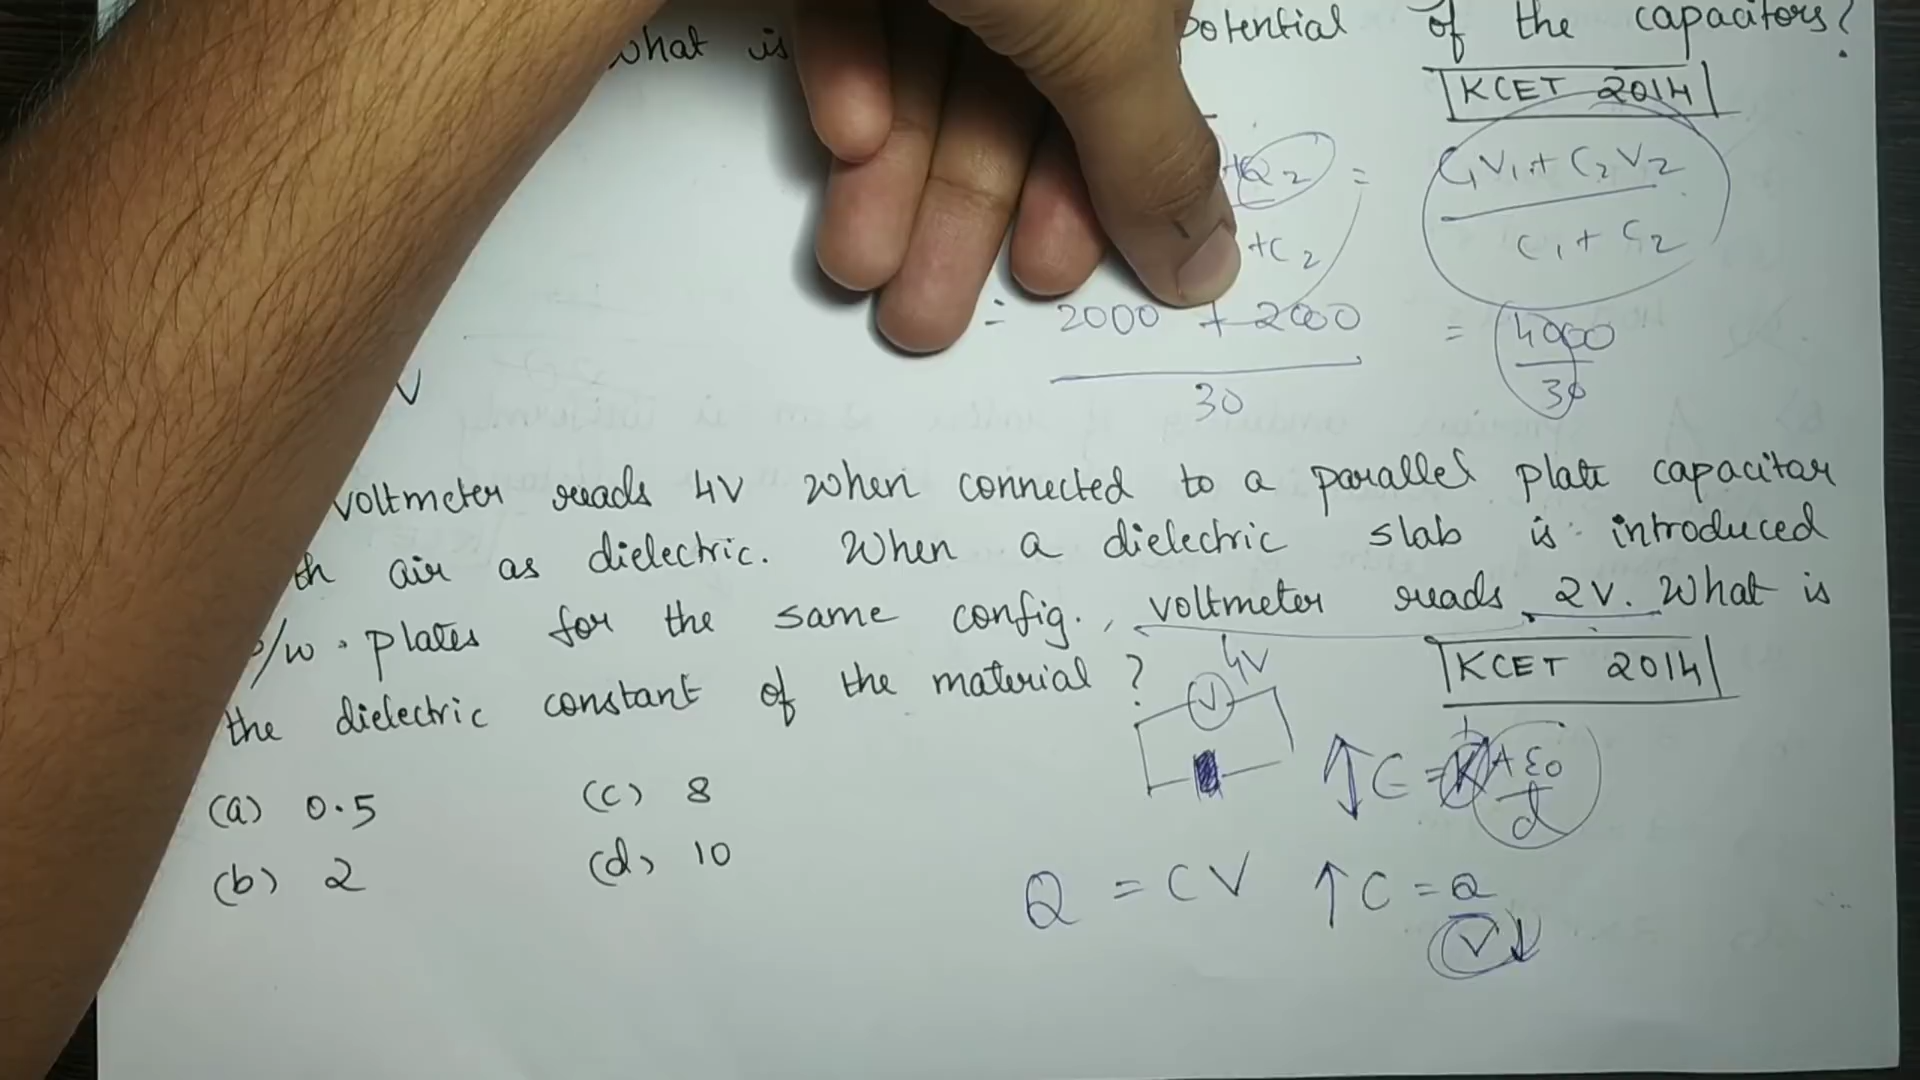 what is potential of the capacitors?
KCET 2014
+Q2 = C1V1 + C2V2
+C2 C1 + C2
= 2000 + 2000 = 4000
30 30
V
voltmeter reads 4V when connected to a parallel plate capacitor
air as dielectric. When a dielectric slab is introduced
b/w plates for the same config., voltmeter reads 2V. What is
the dielectric constant of the material?
KCET 2014
4V
V
↑ C = K A ε0
d
(a) 0.5 (c) 8
(b) 2 (d) 10
Q = CV ↑ C = Q
V ↓